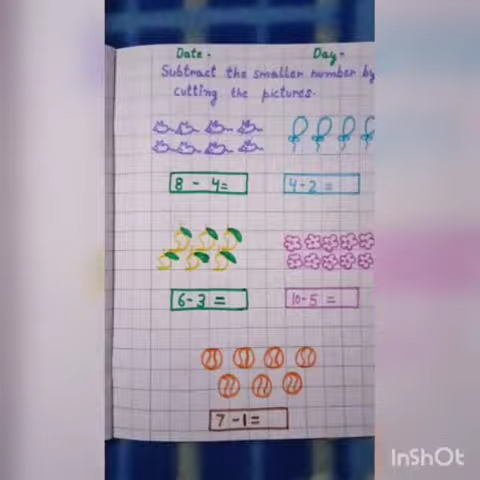 Date - Day -
Subtract the smaller number by
cutting the pictures.
8 - 4 =
4 - 2 =
6 - 3 =
10 - 5 =
7 - 1 =
InShOt